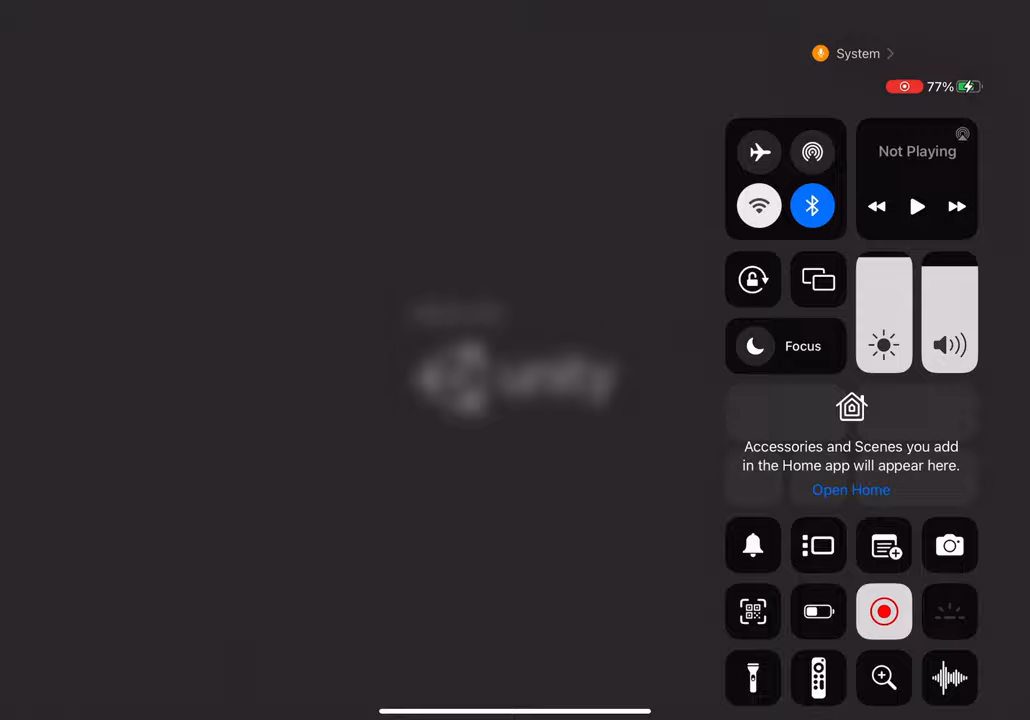 System
77%
Not Playing
Focus
Accessories and Scenes you add
in the Home app will appear here.
Open Home
unity